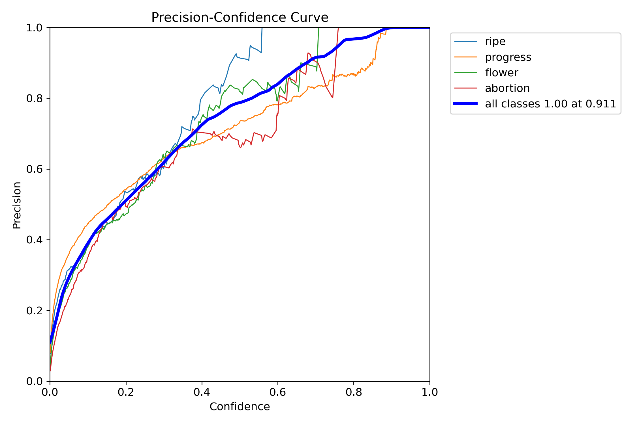 Precision-Confidence Curve
1.0
0.8
0.6
0.4
0.2
0.0
Precision
0.0 0.2 0.4 0.6 0.8 1.0
Confidence
ripe
progress
flower
abortion
all classes 1.00 at 0.911